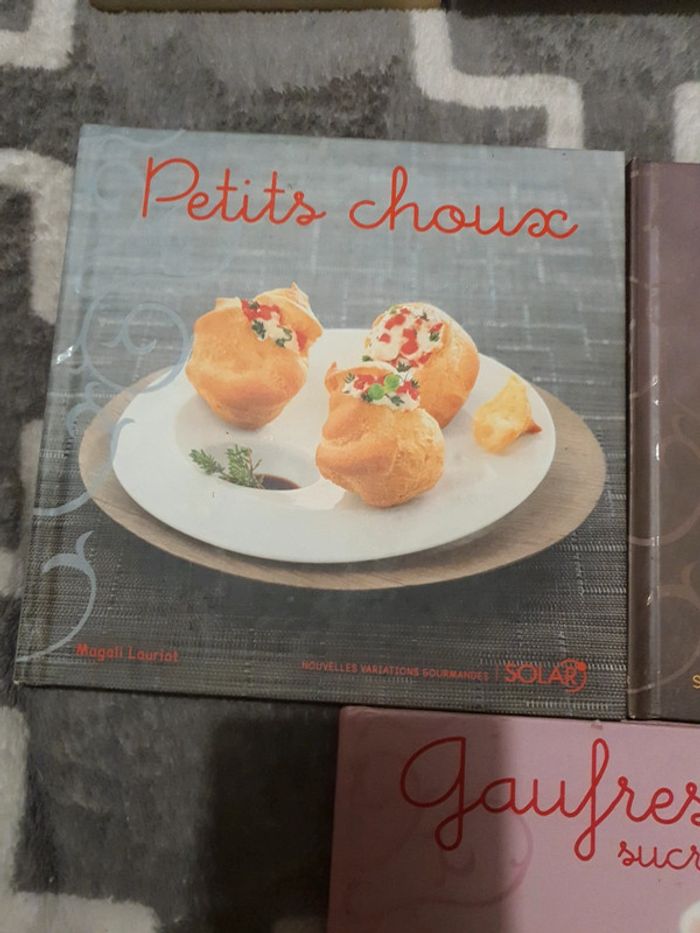 Petits choux
Magali Lauriot
NOUVELLES VARIATIONS GOURMANDES | SOLAR
Gaufres
sucr